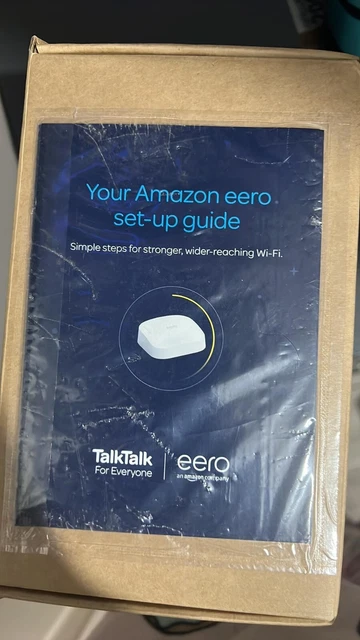 Your Amazon eero
set-up guide
Simple steps for stronger, wider-reaching Wi-Fi.
TalkTalk
For Everyone
eero
an amazon company